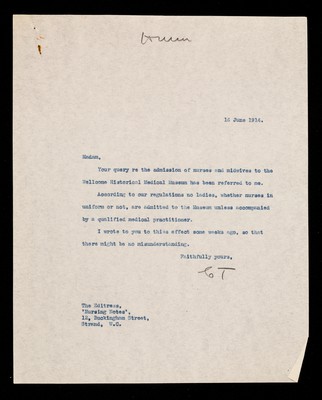 16 June 1914.
Madam,
Your query re the admission of nurses and midwives to the
Wellcome Historical Medical Museum has been referred to me.
According to our regulations no ladies, whether nurses in
uniform or not, are admitted to the Museum unless accompanied
by a qualified medical practitioner.
I wrote to you to this effect some weeks ago, so that
there might be no misunderstanding.
Faithfully yours,
CT
The Editress,
"Nursing Notes",
12, Buckingham Street,
Strand, W.C.